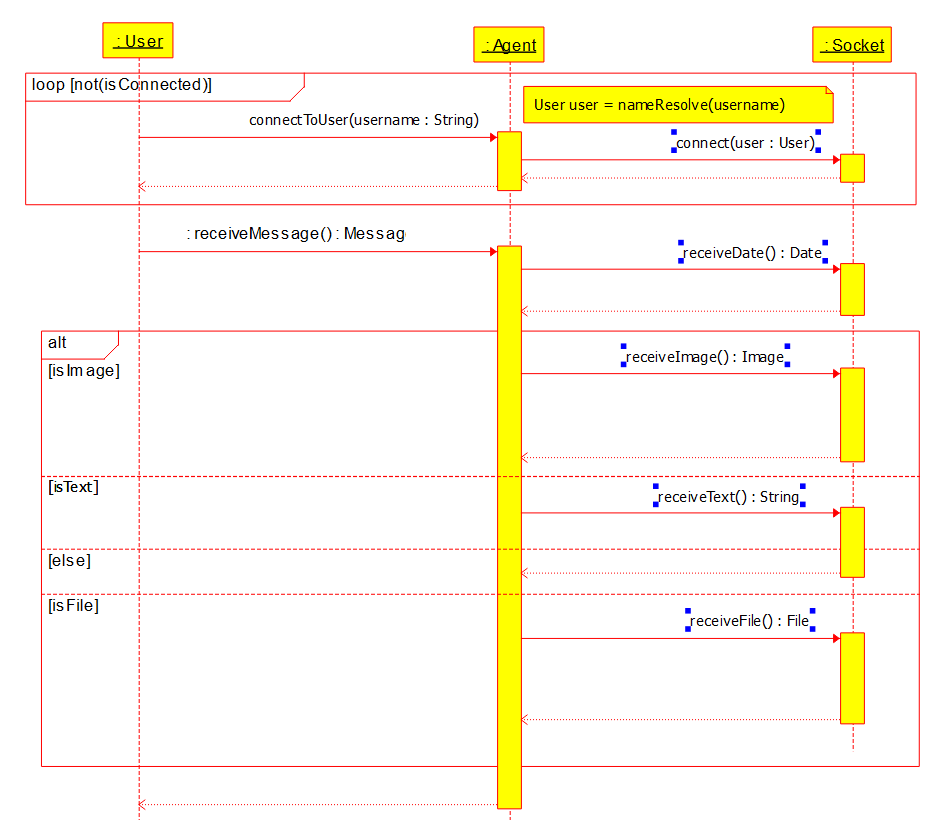 : User
: Agent
: Socket
loop [not(isConnected)]
User user = nameResolve(username)
connectToUser(username : String)
connect(user : User)
: receiveMessage() : Messag
receiveDate() : Date
alt
[isImage]
receiveImage() : Image
[isText]
receiveText() : String
[else]
[isFile]
receiveFile() : File